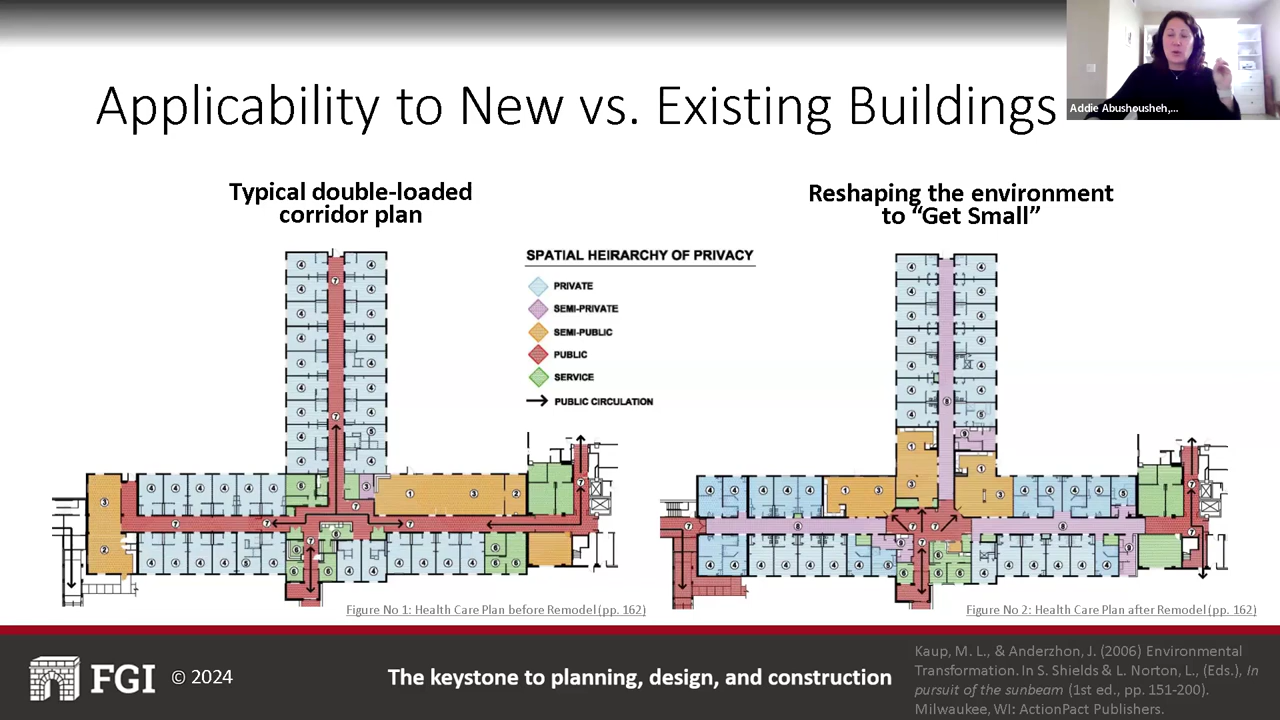 Applicability to New vs. Existing Buildings
Addie Abushousheh,...
Typical double-loaded
corridor plan
Reshaping the environment
to “Get Small”
SPATIAL HEIRARCHY OF PRIVACY
PRIVATE
SEMI-PRIVATE
SEMI-PUBLIC
PUBLIC
SERVICE
PUBLIC CIRCULATION
Figure No 1: Health Care Plan before Remodel (pp. 162)
Figure No 2: Health Care Plan after Remodel (pp. 162)
FGI
© 2024
The keystone to planning, design, and construction
Kaup, M. L., & Anderzhon, J. (2006) Environmental
Transformation. In S. Shields & L. Norton, L., (Eds.), In
pursuit of the sunbeam (1st ed., pp. 151-200).
Milwaukee, WI: ActionPact Publishers.